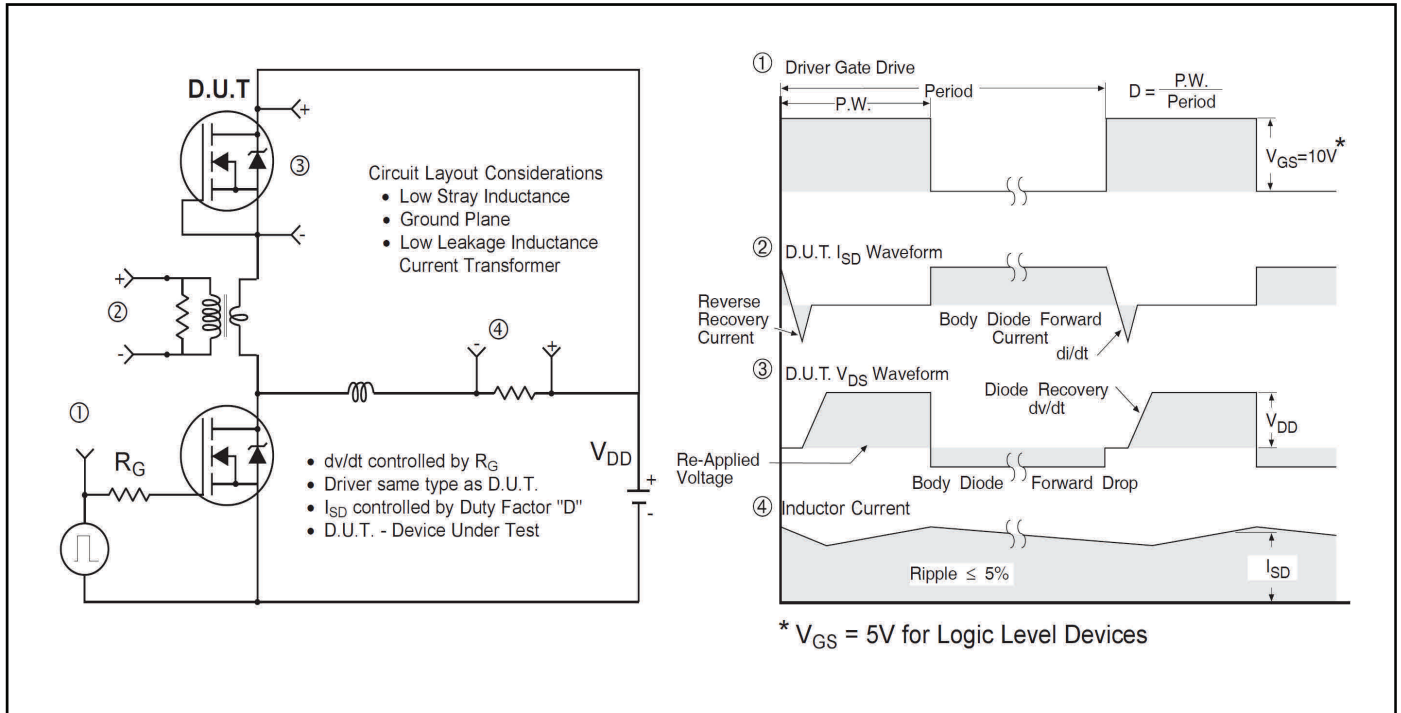 D.U.T
+
③
-
Circuit Layout Considerations
• Low Stray Inductance
• Ground Plane
• Low Leakage Inductance
Current Transformer
+
②
-
④
-
+
①
R_G
V_DD
+
-
• dv/dt controlled by R_G
• Driver same type as D.U.T.
• I_SD controlled by Duty Factor "D"
• D.U.T. - Device Under Test
① Driver Gate Drive
Period
P.W.
D = P.W. / Period
V_GS=10V*
② D.U.T. I_SD Waveform
Reverse
Recovery
Current
Body Diode Forward
Current
di/dt
③ D.U.T. V_DS Waveform
Diode Recovery
dv/dt
V_DD
Re-Applied
Voltage
Body Diode Forward Drop
④ Inductor Current
Ripple ≤ 5%
I_SD
* V_GS = 5V for Logic Level Devices